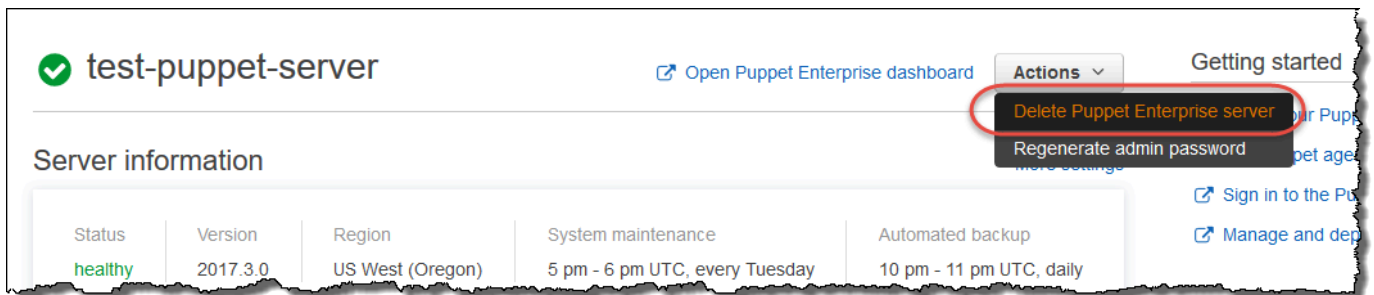 test-puppet-server
Open Puppet Enterprise dashboard
Actions
Getting started
Delete Puppet Enterprise server
Regenerate admin password
Server information
Sign in to the
Manage and
Status
Version
Region
System maintenance
Automated backup
healthy
2017.3.0
US West (Oregon)
5 pm - 6 pm UTC, every Tuesday
10 pm - 11 pm UTC, daily